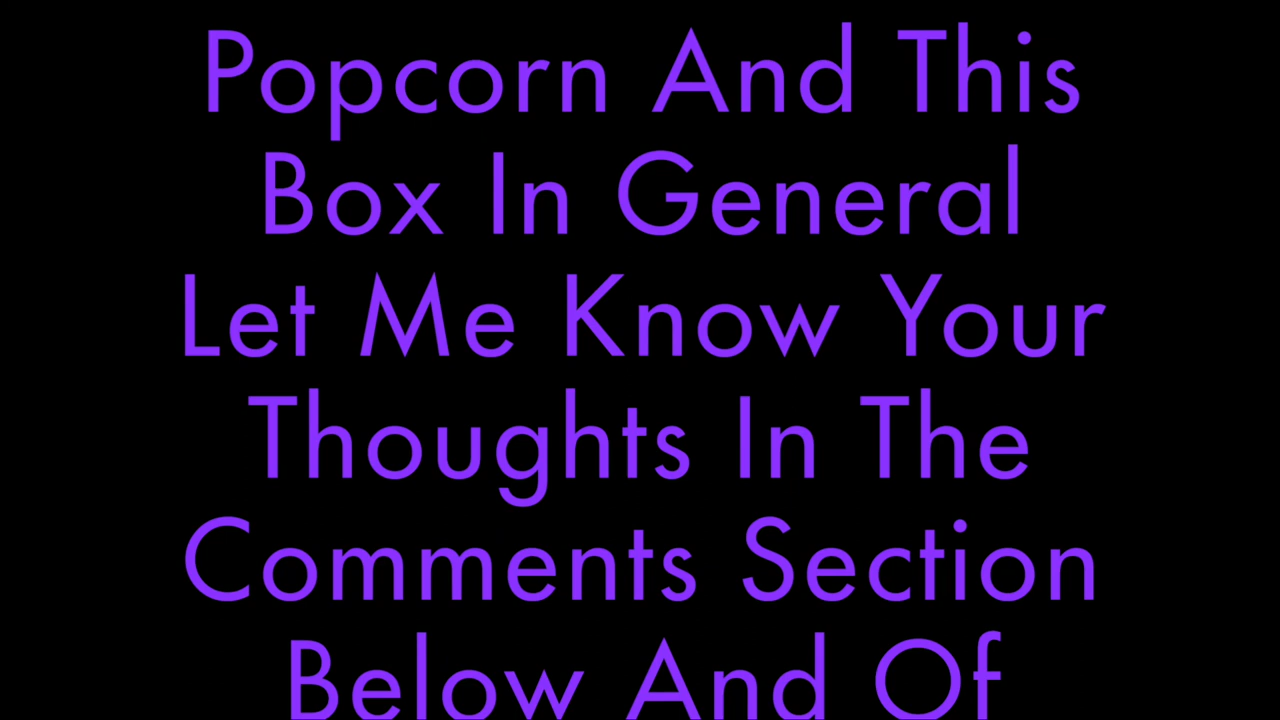 Popcorn And This
Box In General
Let Me Know Your
Thoughts In The
Comments Section
Below And Of